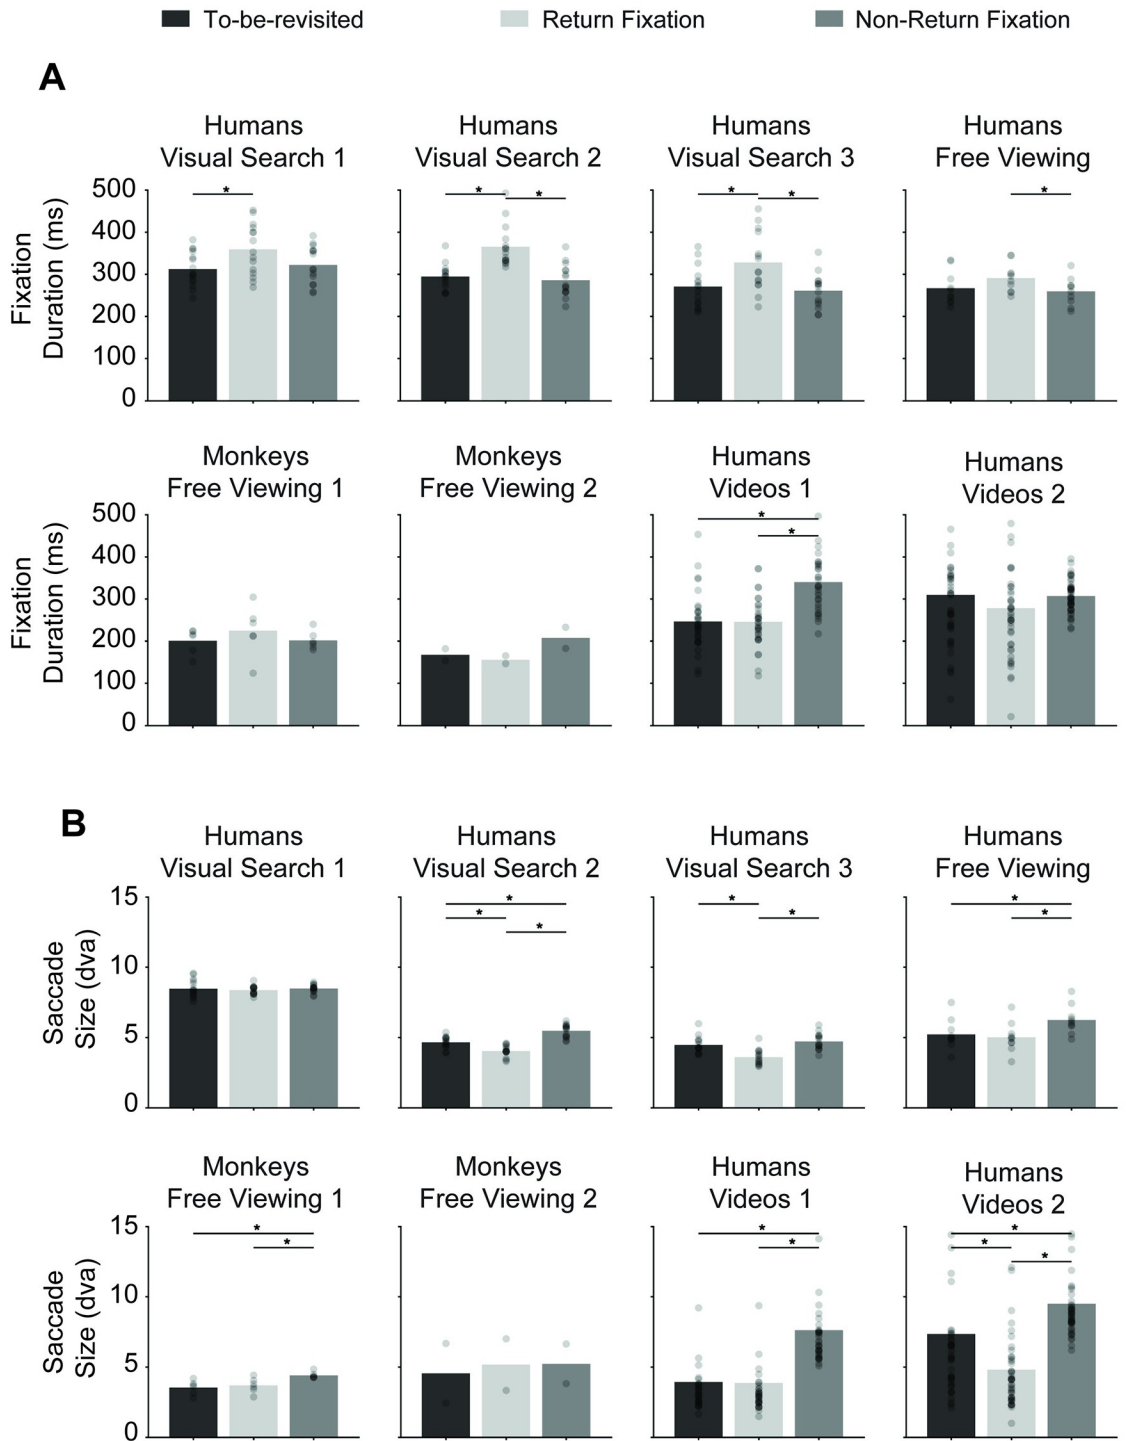 To-be-revisited Return Fixation Non-Return Fixation
A
Humans
Visual Search 1
Humans
Visual Search 2
Humans
Visual Search 3
Humans
Free Viewing
Fixation
Duration (ms)
500
400
300
200
100
0
*
* *
* *
*
Monkeys
Free Viewing 1
Monkeys
Free Viewing 2
Humans
Videos 1
Humans
Videos 2
Fixation
Duration (ms)
500
400
300
200
100
0
*
*
B
Humans
Visual Search 1
Humans
Visual Search 2
Humans
Visual Search 3
Humans
Free Viewing
Saccade
Size (dva)
15
10
5
0
*
*
*
*
*
*
*
Monkeys
Free Viewing 1
Monkeys
Free Viewing 2
Humans
Videos 1
Humans
Videos 2
Saccade
Size (dva)
15
10
5
0
*
*
*
*
*
*
*